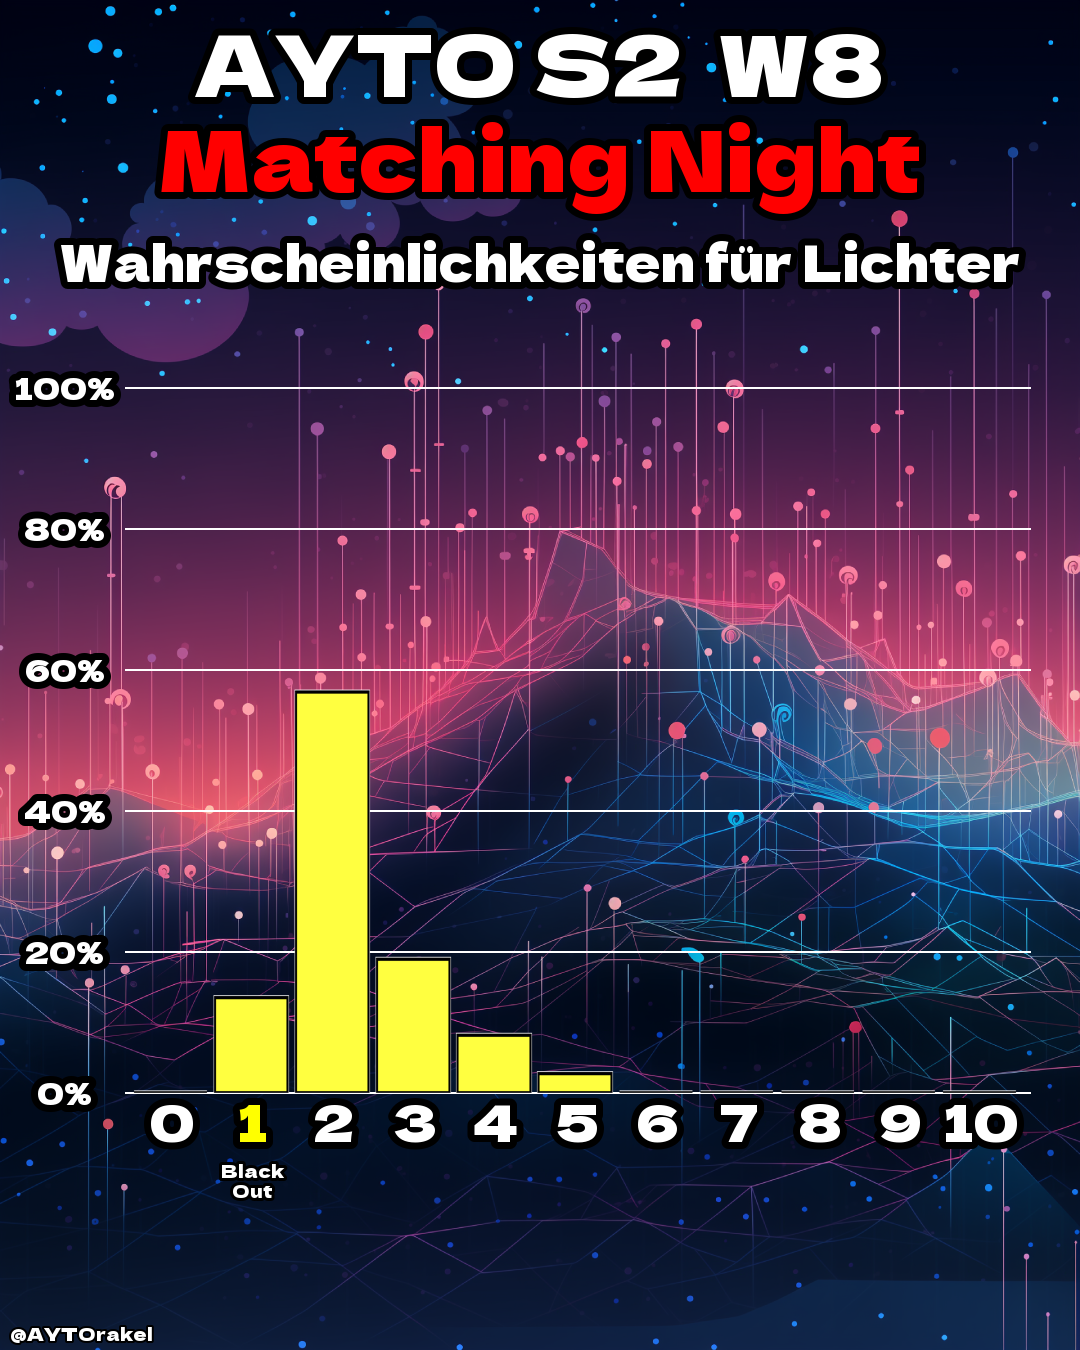 AYTO S2 W8
Matching Night
Wahrscheinlichkeiten für Lichter
100%
80%
60%
40%
20%
0%
0 1 2 3 4 5 6 7 8 9 10
Black
Out
@AYTOrakel